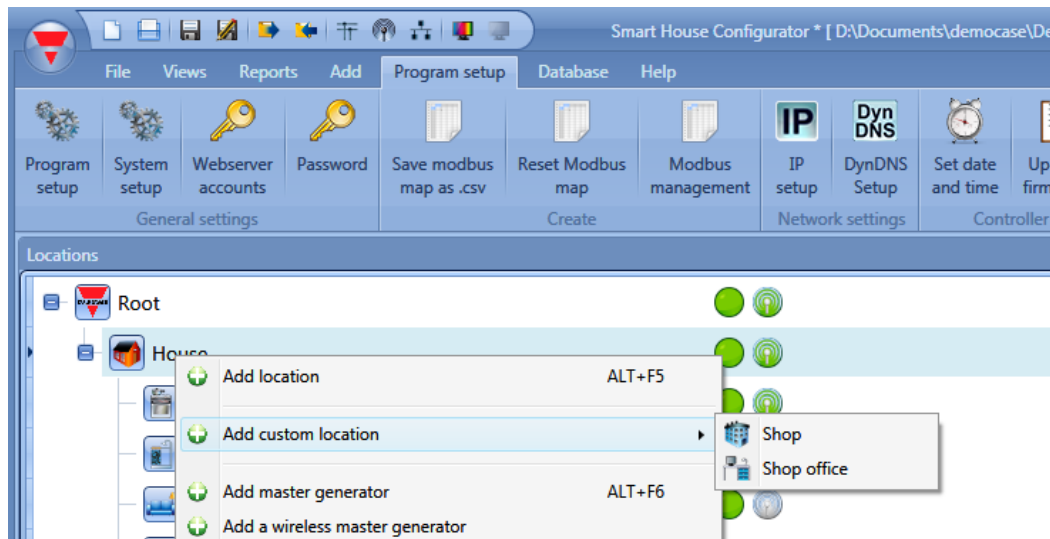 Smart House Configurator * [ D:\Documents\democase\De
File Views Reports Add Program setup Database Help
IP Dyn
DNS
Program System Webserver Password Save modbus Reset Modbus Modbus IP DynDNS Set date Up
setup setup accounts map as .csv map management setup Setup and time firm
General settings Create Network settings Controller
Locations
Root
House
Add location ALT+F5
Add custom location Shop
Shop office
Add master generator ALT+F6
Add a wireless master generator